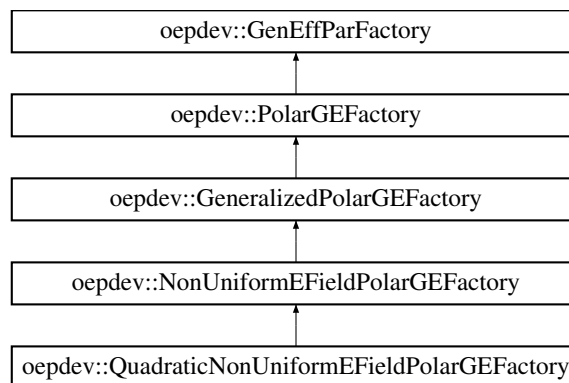 oepdev::GenEffParFactory
oepdev::PolarGEFactory
oepdev::GeneralizedPolarGEFactory
oepdev::NonUniformEFieldPolarGEFactory
oepdev::QuadraticNonUniformEFieldPolarGEFactory